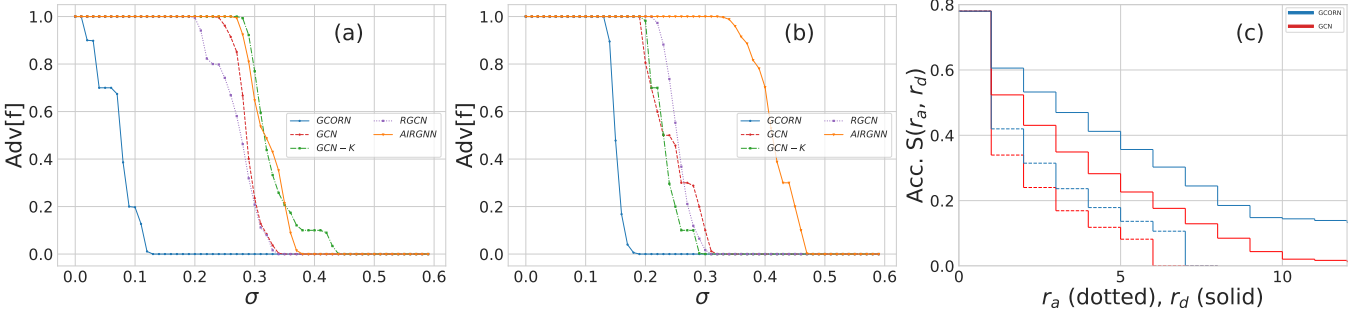 (a)
Adv[f]
1.0
0.8
0.6
0.4
0.2
0.0
GCORN
GCN
GCN − K
RGCN
AIRGNN
0.0 0.1 0.2 0.3 0.4 0.5 0.6
σ
(b)
Adv[f]
1.0
0.8
0.6
0.4
0.2
0.0
GCORN
GCN
GCN − K
RGCN
AIRGNN
0.0 0.1 0.2 0.3 0.4 0.5 0.6
σ
(c)
GCORN
GCN
Acc. S(rₐ, r_d)
0.8
0.6
0.4
0.2
0.0
0 5 10
rₐ (dotted), r_d (solid)